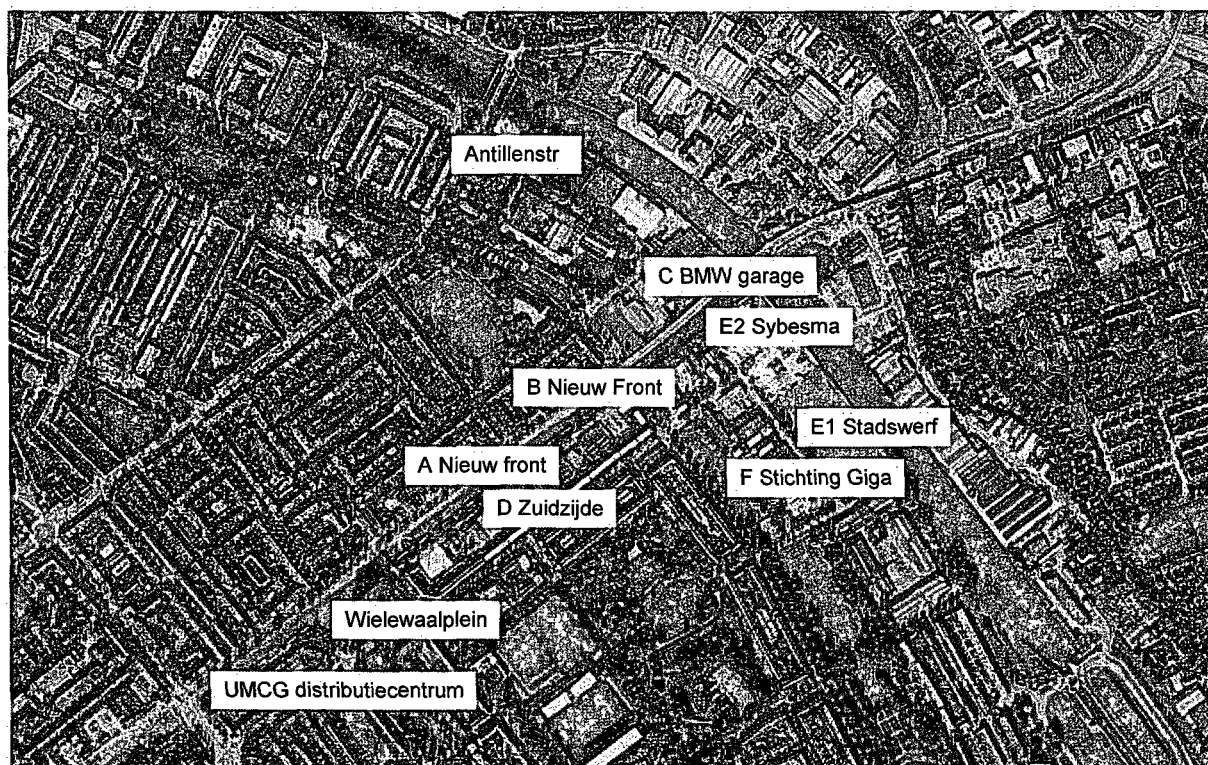 Antillenstr
C BMW garage
E2 Sybesma
B Nieuw Front
E1 Stadswerf
A Nieuw front
F Stichting Giga
D Zuidzijde
Wielewaalplein
UMCG distributiecentrum